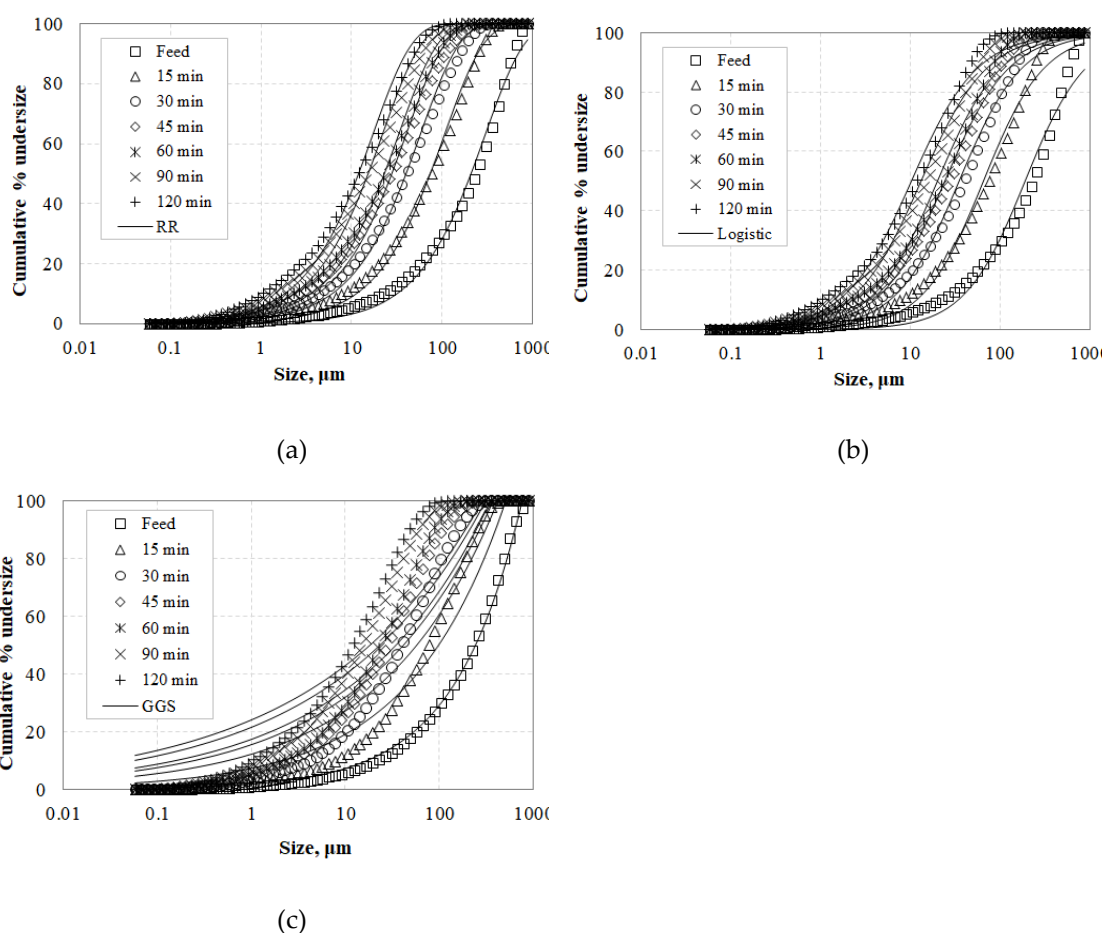 100
80
60
40
20
0
Cumulative % undersize
Feed
15 min
30 min
45 min
60 min
90 min
120 min
RR
0.01 0.1 1 10 100 1000
Size, µm
(a)
100
80
60
40
20
0
Cumulative % undersize
Feed
15 min
30 min
45 min
60 min
90 min
120 min
Logistic
0.01 0.1 1 10 100 1000
Size, µm
(b)
100
80
60
40
20
0
Cumulative % undersize
Feed
15 min
30 min
45 min
60 min
90 min
120 min
GGS
0.01 0.1 1 10 100 1000
Size, µm
(c)